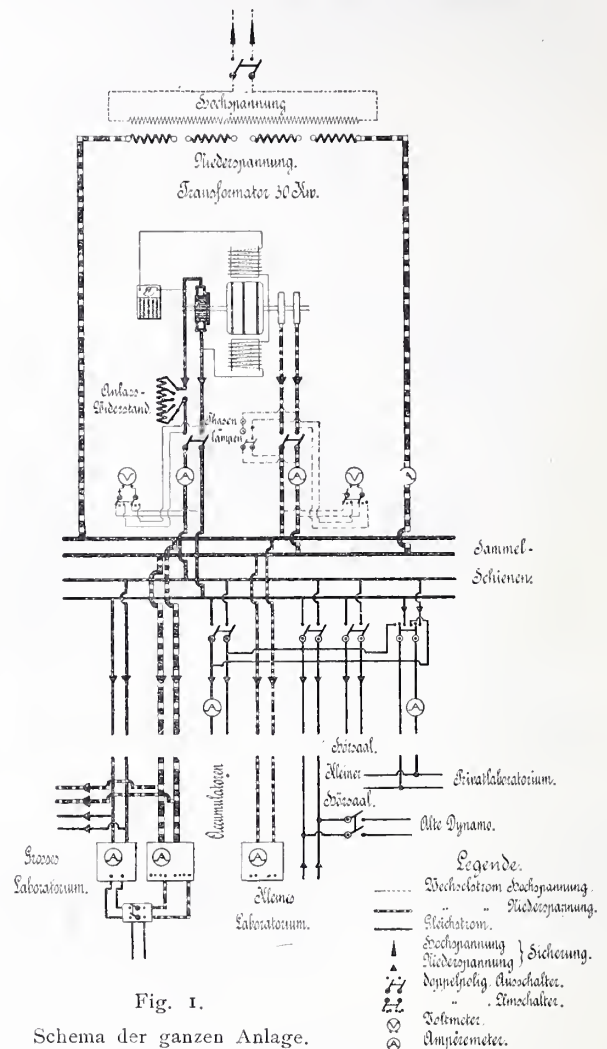 Hochspannung
Niederspannung.
Transformator 30 Kw.
Anlass-
Widerstand.
Phasen
lampen
V
A
A
V
A
Sammel-
Schienen.
A
A
Accumulatoren
Hörsaal.
Kleiner
Hörsaal.
Privatlaboratorium.
Alte Dynamo.
Grosses
Laboratorium.
A
A
A
Kleines
Laboratorium.
Legende.
Wechselstrom Hochspannung.
„ „ Niederspannung.
Gleichstrom.
Hochspannung
Niederspannung } Sicherung.
doppelpolig. Ausschalter.
„ . Umschalter.
V Voltmeter.
A Ampèremeter.
Fig. 1.
Schema der ganzen Anlage.